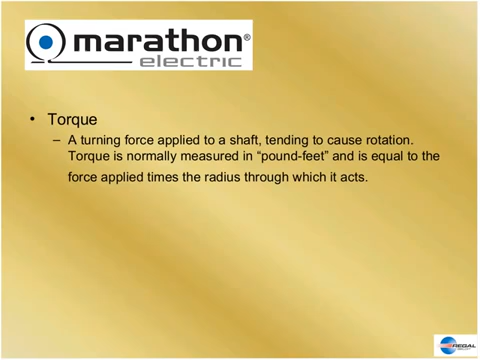 marathon®
electric
• Torque
– A turning force applied to a shaft, tending to cause rotation.
Torque is normally measured in “pound-feet” and is equal to the
force applied times the radius through which it acts.
REGAL